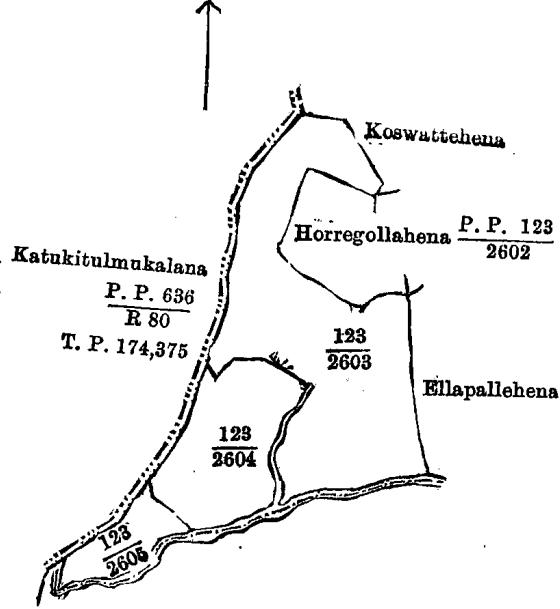 Koswattehena
Horregollahena P. P. 123
2602
Katukitulmukalana
P. P. 636
R 80
T. P. 174,375
123
2603
Ellapallehena
123
2604
123
2605